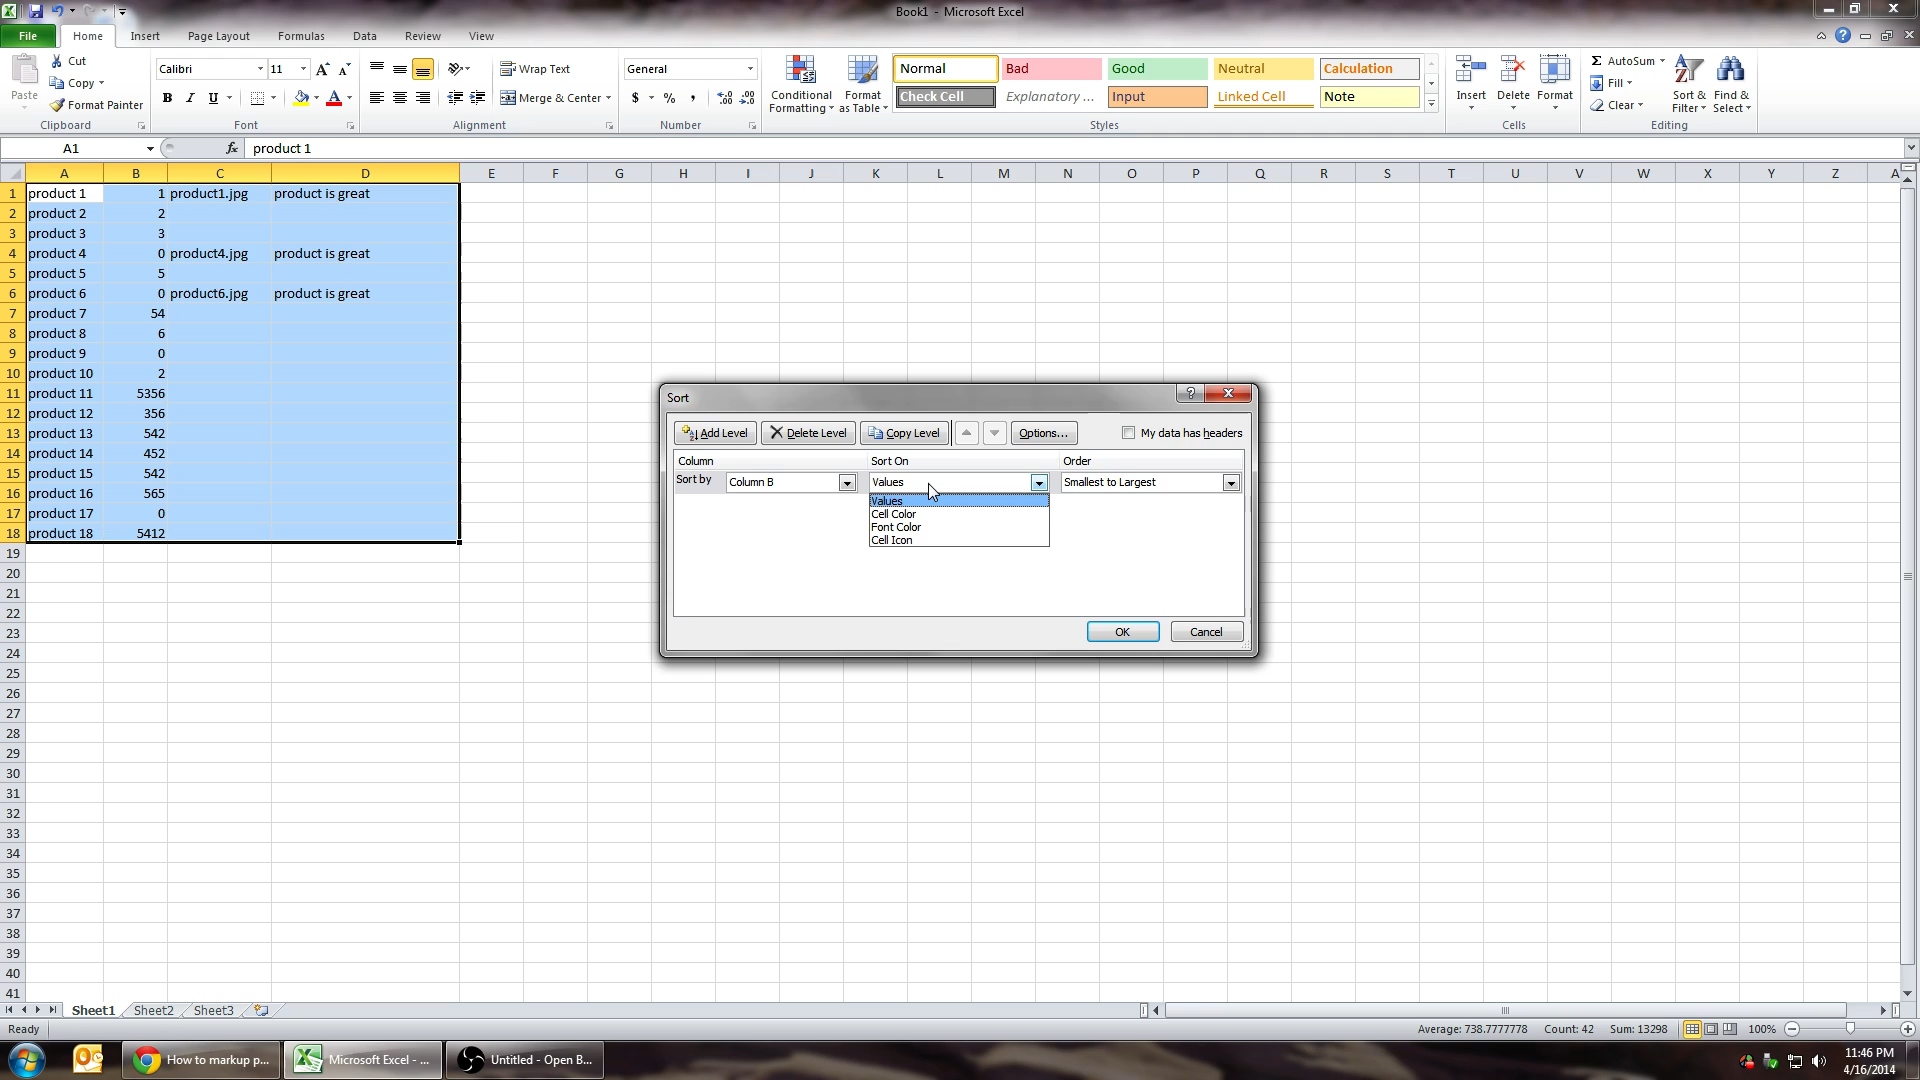 Book1 - Microsoft Excel
File Home Insert Page Layout Formulas Data Review View
Paste
Cut
Copy
Format Painter
Clipboard
Calibri 11
B I U
Font
Wrap Text
Merge & Center
Alignment
General
$ % ,
Number
Conditional Formatting
Format as Table
Normal Bad Good Neutral Calculation
Check Cell Explanatory ... Input Linked Cell Note
Styles
Insert Delete Format
Cells
AutoSum
Fill
Clear
Sort & Filter
Find & Select
Editing
A1 fx product 1
A B C D E F G H I J K L M N O P Q R S T U V W X Y Z A
1 product 1 1 product1.jpg product is great
2 product 2 2
3 product 3 3
4 product 4 0 product4.jpg product is great
5 product 5 5
6 product 6 0 product6.jpg product is great
7 product 7 54
8 product 8 6
9 product 9 0
10 product 10 2
11 product 11 5356
12 product 12 356
13 product 13 542
14 product 14 452
15 product 15 542
16 product 16 565
17 product 17 0
18 product 18 5412
19
20
21
22
23
24
25
26
27
28
29
30
31
32
33
34
35
36
37
38
39
40
41
Sort
Add Level Delete Level Copy Level Options... My data has headers
Column Sort On Order
Sort by Column B Values Smallest to Largest
Values
Cell Color
Font Color
Cell Icon
OK Cancel
Sheet1 Sheet2 Sheet3
Ready Average: 738.7777778 Count: 42 Sum: 13298 100%
How to markup p... Microsoft Excel - ... Untitled - Open B...
11:46 PM
4/16/2014